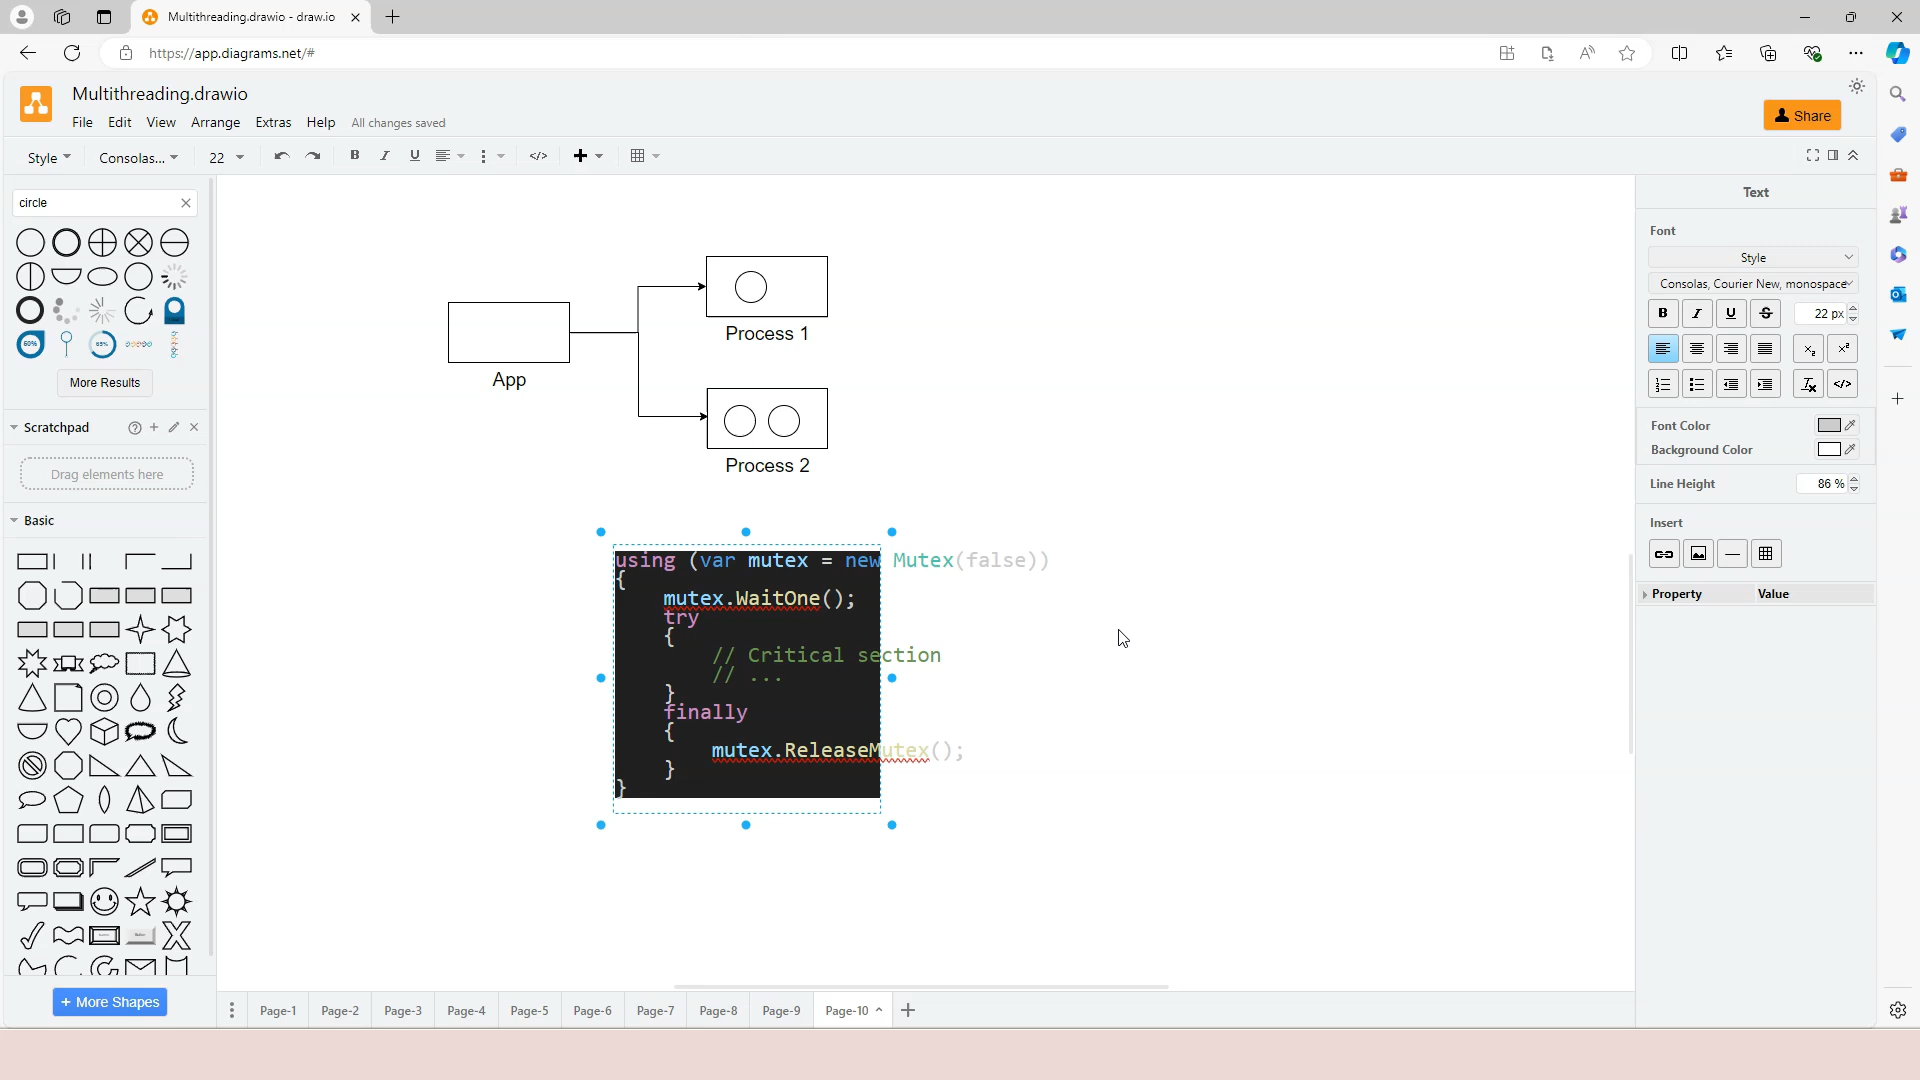 Multithreading.drawio - draw.io
https://app.diagrams.net/#
Multithreading.drawio
File Edit View Arrange Extras Help All changes saved
Share
Style Consolas... 22 B I U </>
circle
60%
65%
More Results
Scratchpad
Drag elements here
Basic
More Shapes
App
Process 1
Process 2
using (var mutex = new Mutex(false))
{
    mutex.WaitOne();
    try
    {
        // Critical section
        // ...
    }
    finally
    {
        mutex.ReleaseMutex();
    }
}
Text
Font
Style
Consolas, Courier New, monospace
B I U S 22 px
Font Color
Background Color
Line Height 86 %
Insert
Property Value
Page-1 Page-2 Page-3 Page-4 Page-5 Page-6 Page-7 Page-8 Page-9 Page-10